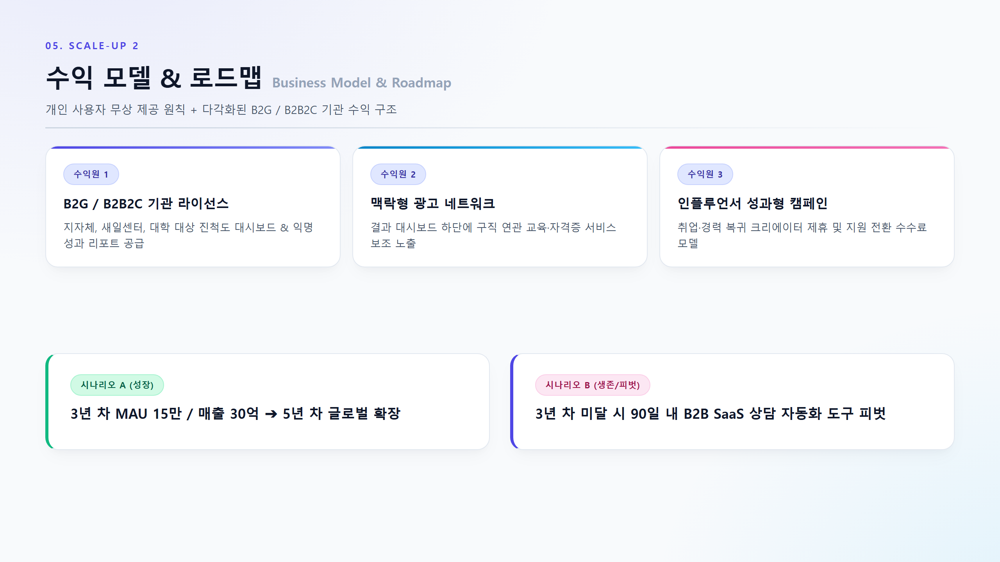 05. SCALE-UP 2
수익 모델 & 로드맵 Business Model & Roadmap
개인 사용자 무상 제공 원칙 + 다각화된 B2G / B2B2C 기관 수익 구조
수익원 1
B2G / B2B2C 기관 라이선스
지자체, 새일센터, 대학 대상 진척도 대시보드 & 익명
성과 리포트 공급
수익원 2
맥락형 광고 네트워크
결과 대시보드 하단에 구직 연관 교육·자격증 서비스
보조 노출
수익원 3
인플루언서 성과형 캠페인
취업·경력 복귀 크리에이터 제휴 및 지원 전환 수수료
모델
시나리오 A (성장)
3년 차 MAU 15만 / 매출 30억 ➔ 5년 차 글로벌 확장
시나리오 B (생존/피벗)
3년 차 미달 시 90일 내 B2B SaaS 상담 자동화 도구 피벗